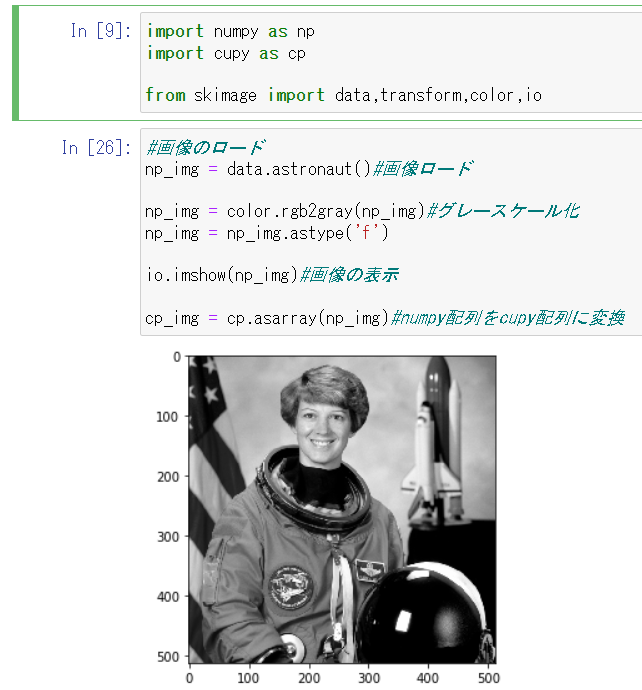 In [9]: import numpy as np
import cupy as cp
from skimage import data,transform,color,io
In [26]: #画像のロード
np_img = data.astronaut()#画像ロード
np_img = color.rgb2gray(np_img)#グレースケール化
np_img = np_img.astype('f')
io.imshow(np_img)#画像の表示
cp_img = cp.asarray(np_img)#numpy配列をcupy配列に変換
0
100
200
300
400
500
0 100 200 300 400 500